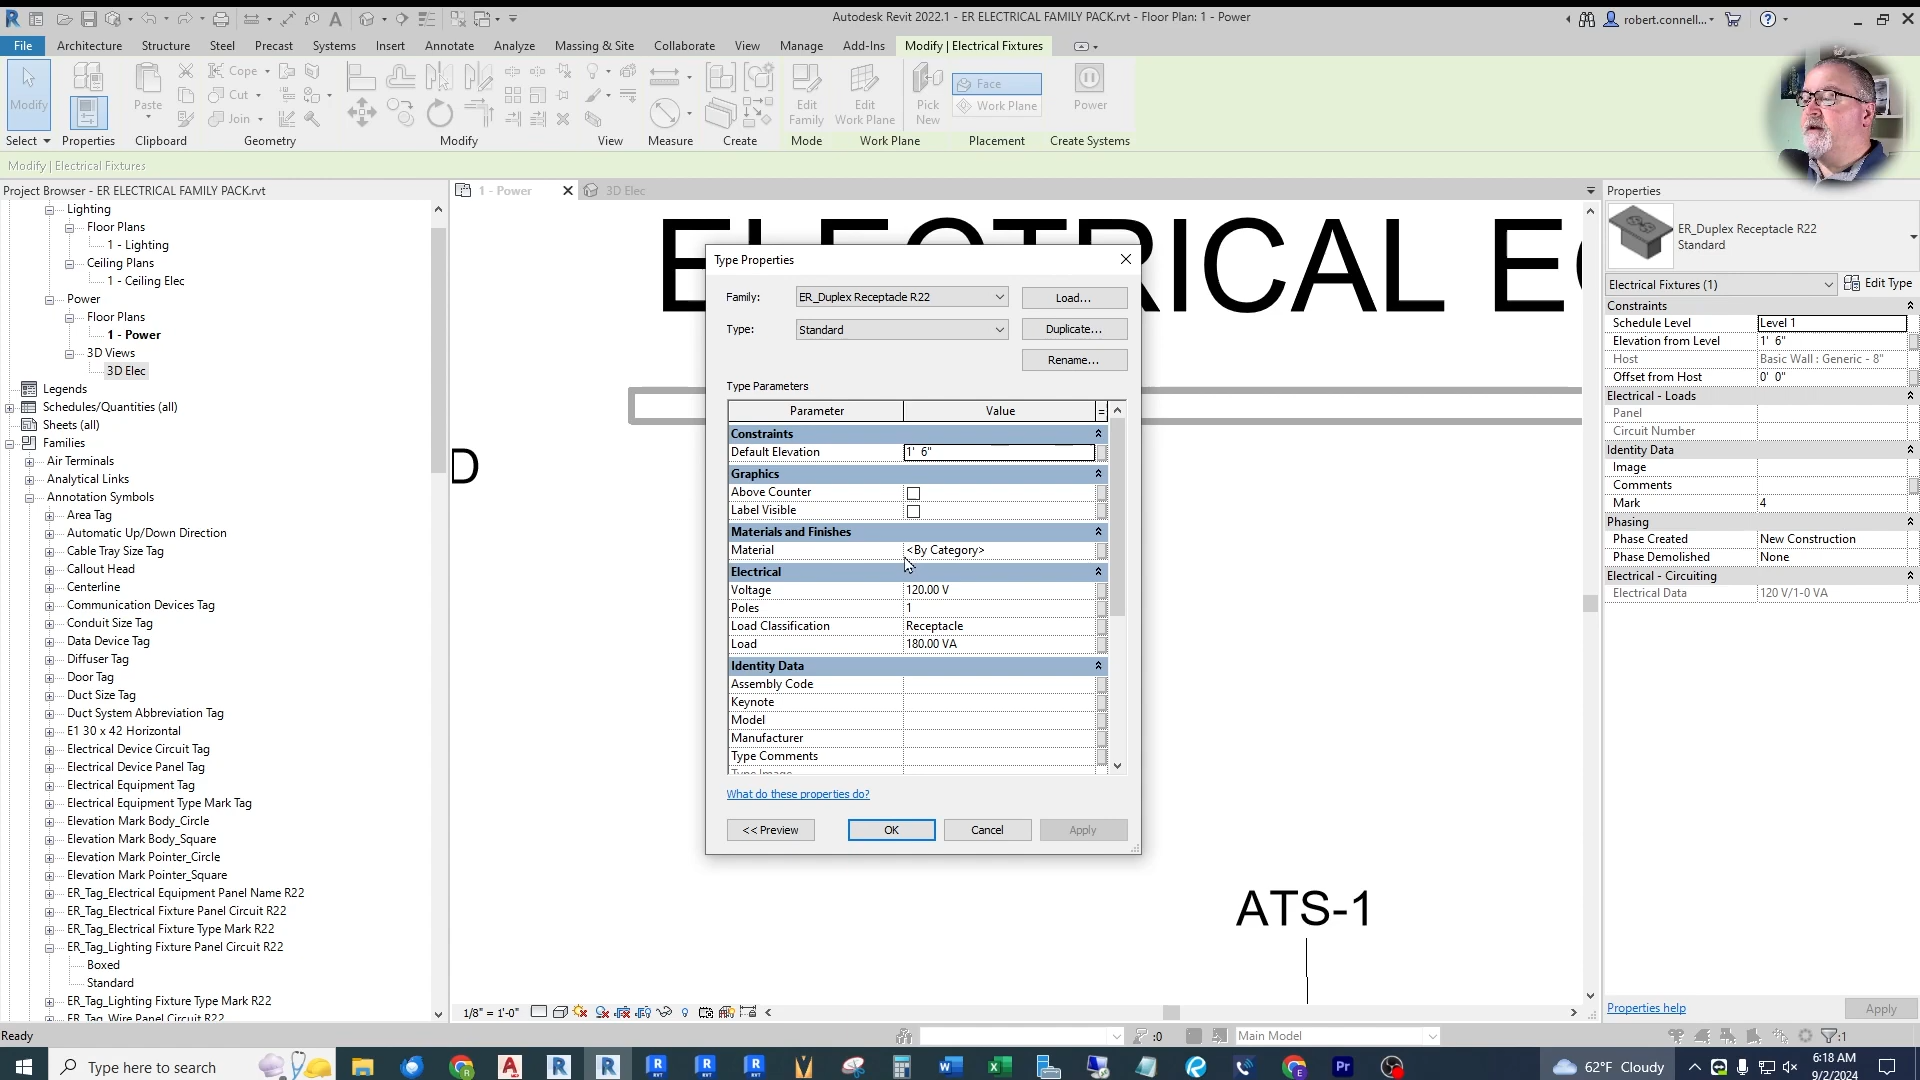 Autodesk Revit 2022.1 - ER ELECTRICAL FAMILY PACK.rvt - Floor Plan: 1 - Power
robert.connell...
File Architecture Structure Steel Precast Systems Insert Annotate Analyze Massing & Site Collaborate View Manage Add-Ins Modify | Electrical Fixtures
Modify
Paste
Cope
Cut
Join
Edit Family
Edit Work Plane
Pick New
Face
Work Plane
Power
Select Properties Clipboard Geometry Modify View Measure Create Mode Work Plane Placement Create Systems
Modify | Electrical Fixtures
Project Browser - ER ELECTRICAL FAMILY PACK.rvt
Lighting
Floor Plans
1 - Lighting
Ceiling Plans
1 - Ceiling Elec
Power
Floor Plans
1 - Power
3D Views
3D Elec
Legends
Schedules/Quantities (all)
Sheets (all)
Families
Air Terminals
Analytical Links
Annotation Symbols
Area Tag
Automatic Up/Down Direction
Cable Tray Size Tag
Callout Head
Centerline
Communication Devices Tag
Conduit Size Tag
Data Device Tag
Diffuser Tag
Door Tag
Duct Size Tag
Duct System Abbreviation Tag
E1 30 x 42 Horizontal
Electrical Device Circuit Tag
Electrical Device Panel Tag
Electrical Equipment Tag
Electrical Equipment Type Mark Tag
Elevation Mark Body_Circle
Elevation Mark Body_Square
Elevation Mark Pointer_Circle
Elevation Mark Pointer_Square
ER_Tag_Electrical Equipment Panel Name R22
ER_Tag_Electrical Fixture Panel Circuit R22
ER_Tag_Electrical Fixture Type Mark R22
ER_Tag_Lighting Fixture Panel Circuit R22
Boxed
Standard
ER_Tag_Lighting Fixture Type Mark R22
ER_Tag_Wire Panel Circuit R22
1 - Power
3D Elec
D
ATS-1
Type Properties
Family: ER_Duplex Receptacle R22 Load...
Type: Standard Duplicate...
Rename...
Type Parameters
Parameter Value =
Constraints
Default Elevation 1' 6"
Graphics
Above Counter
Label Visible
Materials and Finishes
Material <By Category>
Electrical
Voltage 120.00 V
Poles 1
Load Classification Receptacle
Load 180.00 VA
Identity Data
Assembly Code
Keynote
Model
Manufacturer
Type Comments
Type Image
What do these properties do?
<< Preview OK Cancel Apply
Properties
ER_Duplex Receptacle R22
Standard
Electrical Fixtures (1) Edit Type
Constraints
Schedule Level Level 1
Elevation from Level 1' 6"
Host Basic Wall : Generic - 8"
Offset from Host 0' 0"
Electrical - Loads
Panel
Circuit Number
Identity Data
Image
Comments
Mark 4
Phasing
Phase Created New Construction
Phase Demolished None
Electrical - Circuiting
Electrical Data 120 V/1-0 VA
Properties help Apply
1/8" = 1'-0"
Ready
:0
Main Model
:1
Type here to search
62°F Cloudy
6:18 AM
9/2/2024